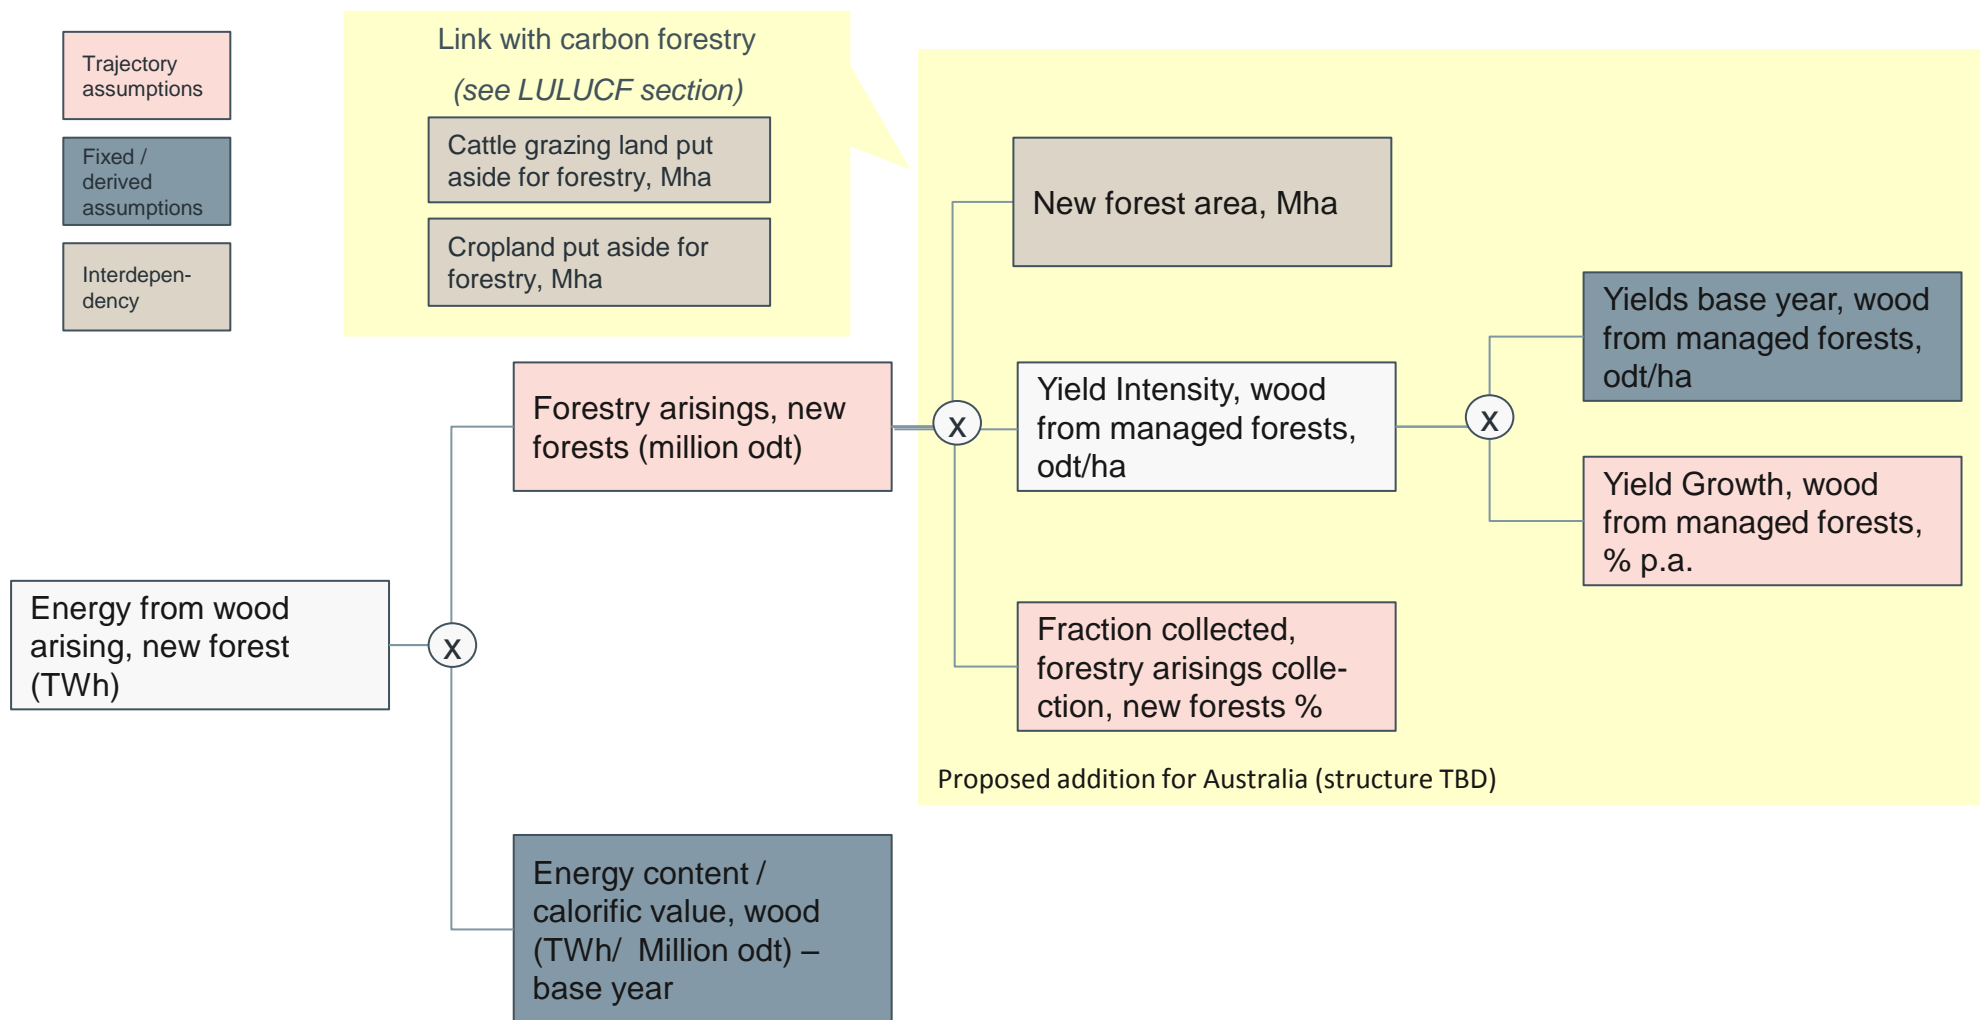 Trajectory
assumptions
Fixed /
derived
assumptions
Interdepen-
dency
Link with carbon forestry
(see LULUCF section)
Cattle grazing land put
aside for forestry, Mha
Cropland put aside for
forestry, Mha
New forest area, Mha
Yields base year, wood
from managed forests,
odt/ha
Forestry arisings, new
forests (million odt)
x
Yield Intensity, wood
from managed forests,
odt/ha
x
Yield Growth, wood
from managed forests,
% p.a.
Energy from wood
arising, new forest
(TWh)
x
Fraction collected,
forestry arisings colle-
ction, new forests %
Proposed addition for Australia (structure TBD)
Energy content /
calorific value, wood
(TWh/ Million odt) –
base year